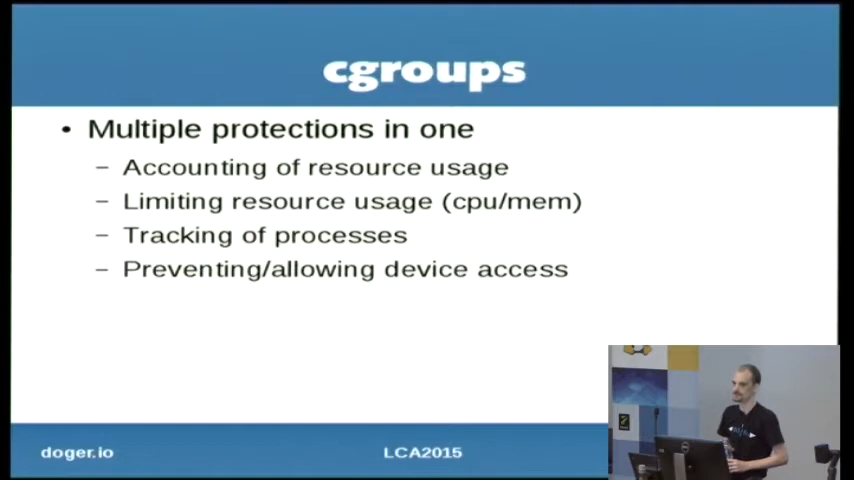 cgroups
• Multiple protections in one
– Accounting of resource usage
– Limiting resource usage (cpu/mem)
– Tracking of processes
– Preventing/allowing device access
doger.io
LCA2015